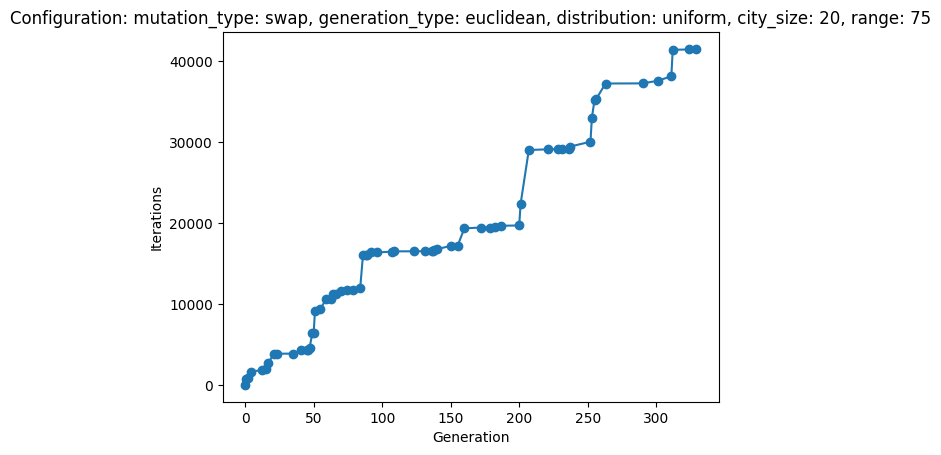 Configuration: mutation_type: swap, generation_type: euclidean, distribution: uniform, city_size: 20, range: 75
40000
30000
20000
10000
0
Iterations
0 50 100 150 200 250 300
Generation